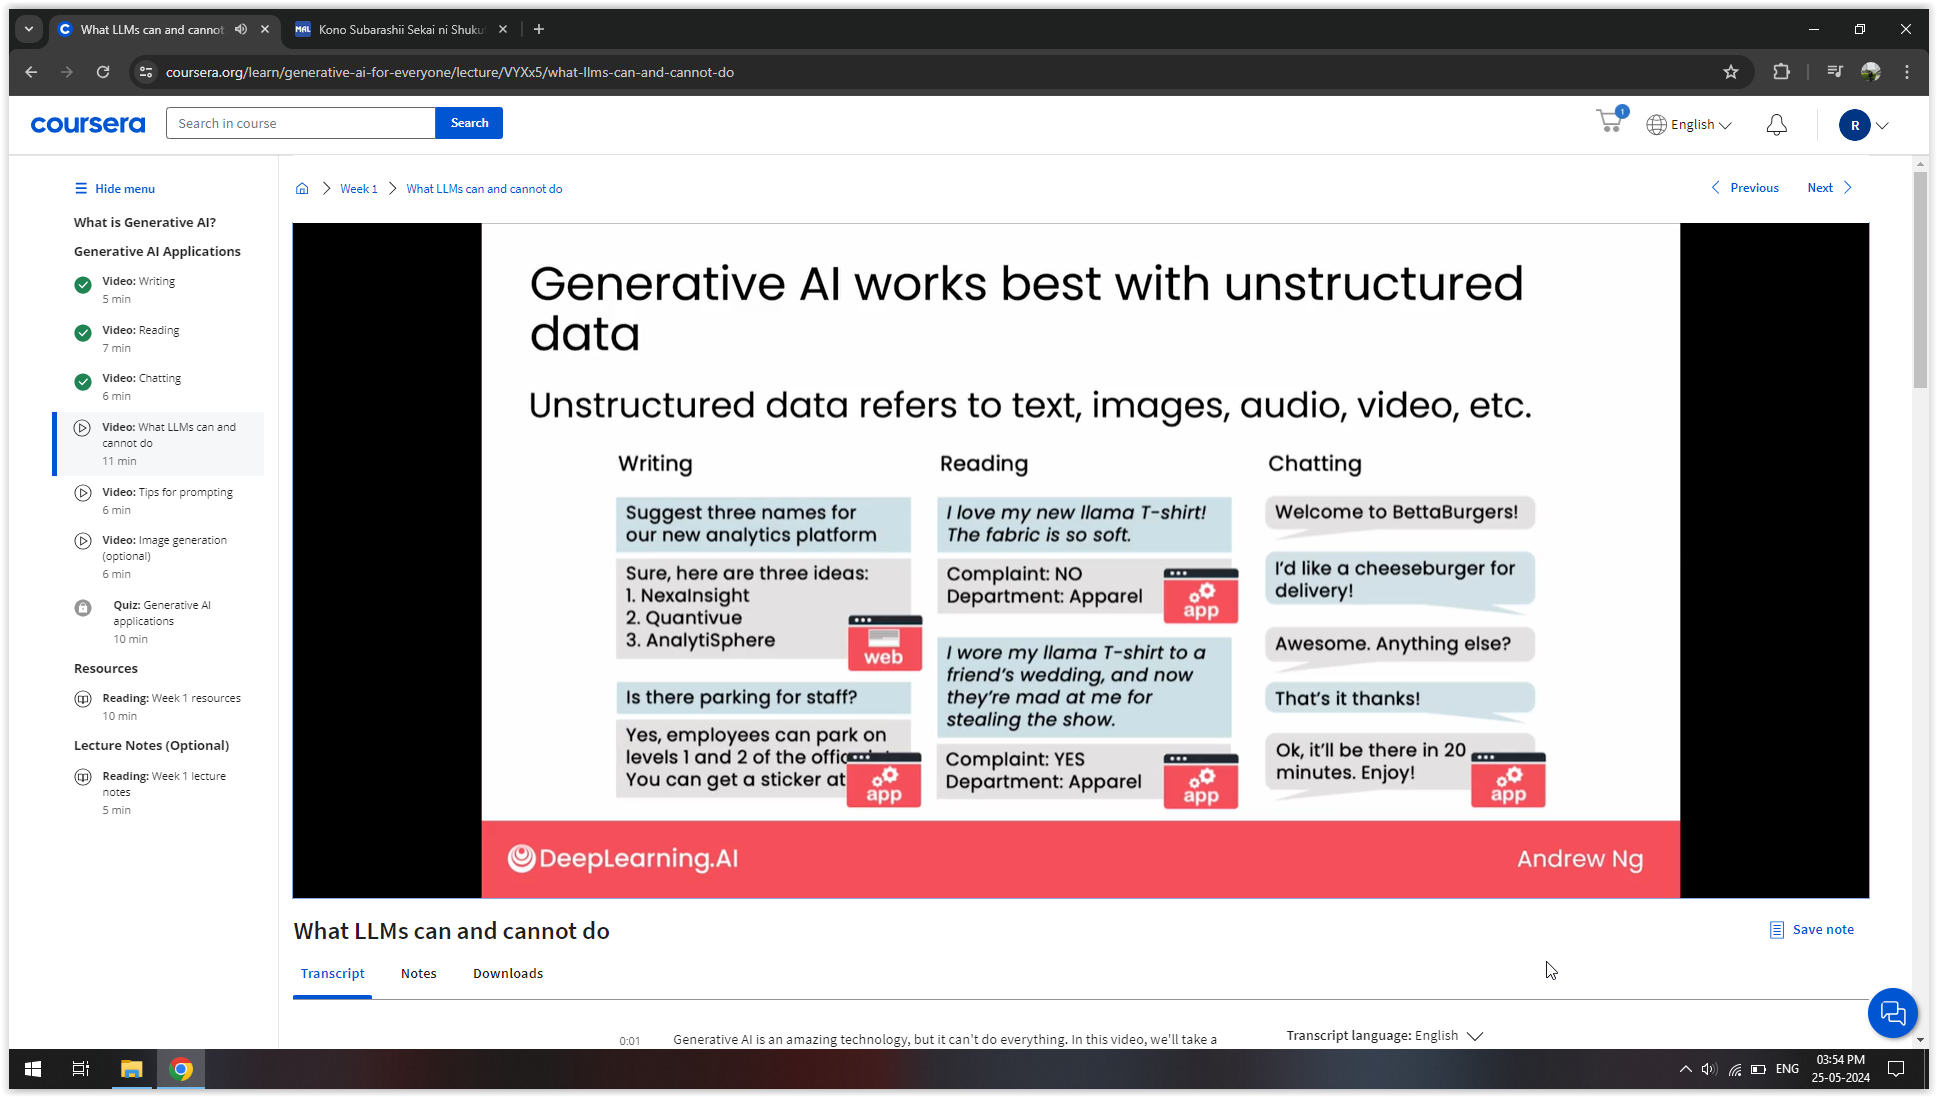 What LLMs can and cannot
MAL
Kono Subarashii Sekai ni Shuku
coursera.org/learn/generative-ai-for-everyone/lecture/VYXx5/what-llms-can-and-cannot-do
coursera
Search in course
Search
1
English
R
Hide menu
What is Generative AI?
Generative AI Applications
Video: Writing
5 min
Video: Reading
7 min
Video: Chatting
6 min
Video: What LLMs can and
cannot do
11 min
Video: Tips for prompting
6 min
Video: Image generation
(optional)
6 min
Quiz: Generative AI
applications
10 min
Resources
Reading: Week 1 resources
10 min
Lecture Notes (Optional)
Reading: Week 1 lecture
notes
5 min
Week 1
What LLMs can and cannot do
Previous
Next
Generative AI works best with unstructured
data
Unstructured data refers to text, images, audio, video, etc.
Writing
Suggest three names for
our new analytics platform
Sure, here are three ideas:
1. NexaInsight
2. Quantivue
3. AnalytiSphere
web
Is there parking for staff?
Yes, employees can park on
levels 1 and 2 of the office
You can get a sticker at
app
Reading
I love my new llama T-shirt!
The fabric is so soft.
Complaint: NO
Department: Apparel
app
I wore my llama T-shirt to a
friend's wedding, and now
they're mad at me for
stealing the show.
Complaint: YES
Department: Apparel
app
Chatting
Welcome to BettaBurgers!
I'd like a cheeseburger for
delivery!
Awesome. Anything else?
That's it thanks!
Ok, it'll be there in 20
minutes. Enjoy!
app
DeepLearning.AI
Andrew Ng
What LLMs can and cannot do
Save note
Transcript
Notes
Downloads
0:01
Generative AI is an amazing technology, but it can't do everything. In this video, we'll take a
Transcript language: English
ENG
03:54 PM
25-05-2024